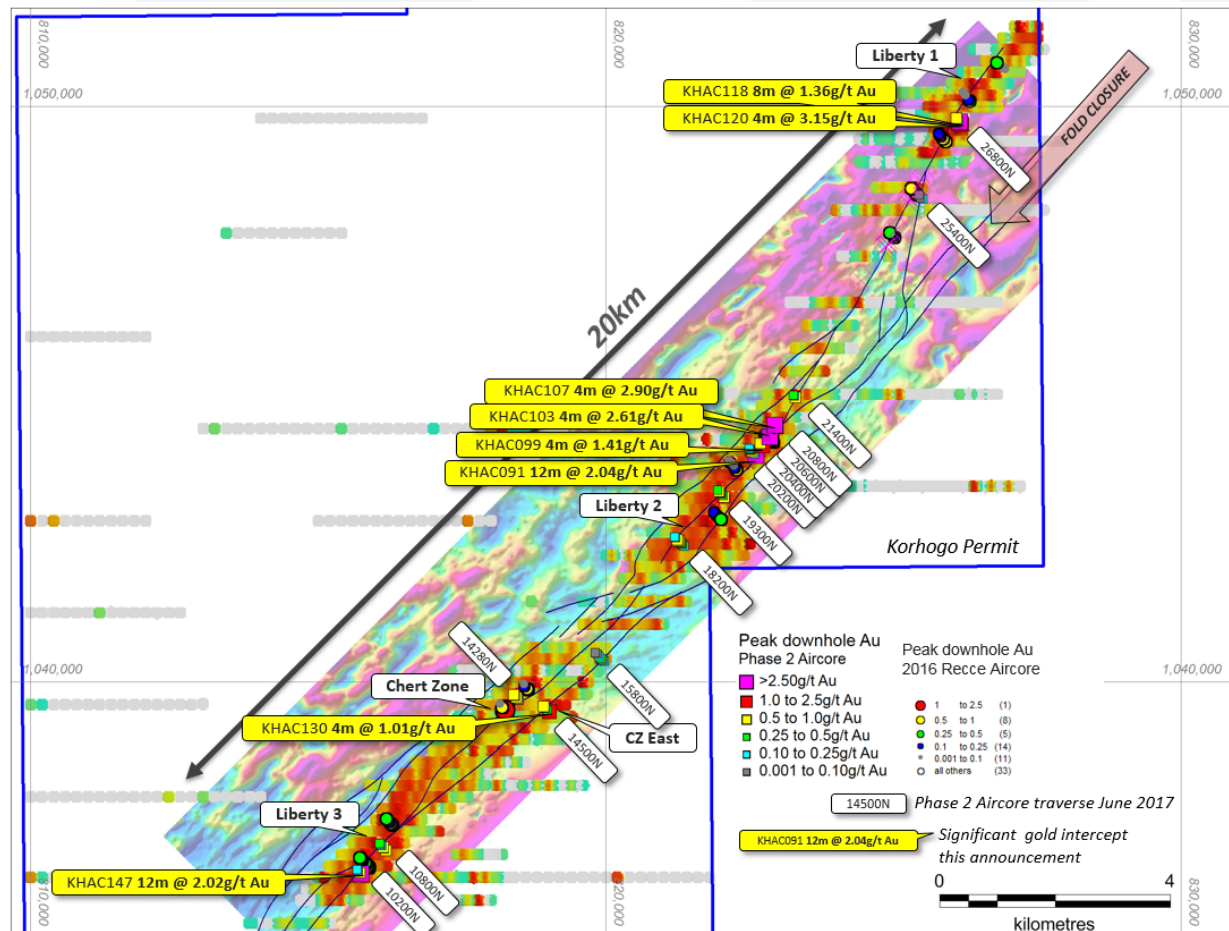 810,000
820,000
830,000
Liberty 1
1,050,000
1,050,000
KHAC118 8m @ 1.36g/t Au
KHAC120 4m @ 3.15g/t Au
FOLD CLOSURE
26800N
25400N
20km
KHAC107 4m @ 2.90g/t Au
KHAC103 4m @ 2.61g/t Au
KHAC099 4m @ 1.41g/t Au
KHAC091 12m @ 2.04g/t Au
21400N
20800N
20600N
20400N
20200N
Liberty 2
19300N
Korhogo Permit
18200N
14280N
15800N
1,040,000
1,040,000
Chert Zone
KHAC130 4m @ 1.01g/t Au
CZ East
14500N
Liberty 3
KHAC147 12m @ 2.02g/t Au
10800N
10200N
810,000
820,000
830,000
Peak downhole Au
Phase 2 Aircore
>2.50g/t Au
1.0 to 2.5g/t Au
0.5 to 1.0g/t Au
0.25 to 0.5g/t Au
0.10 to 0.25g/t Au
0.001 to 0.10g/t Au
Peak downhole Au
2016 Recce Aircore
1 to 2.5 (1)
0.5 to 1 (8)
0.25 to 0.5 (5)
0.1 to 0.25 (14)
0.001 to 0.1 (11)
all others (33)
14500N Phase 2 Aircore traverse June 2017
KHAC091 12m @ 2.04g/t Au Significant gold intercept
this announcement
0 4
kilometres